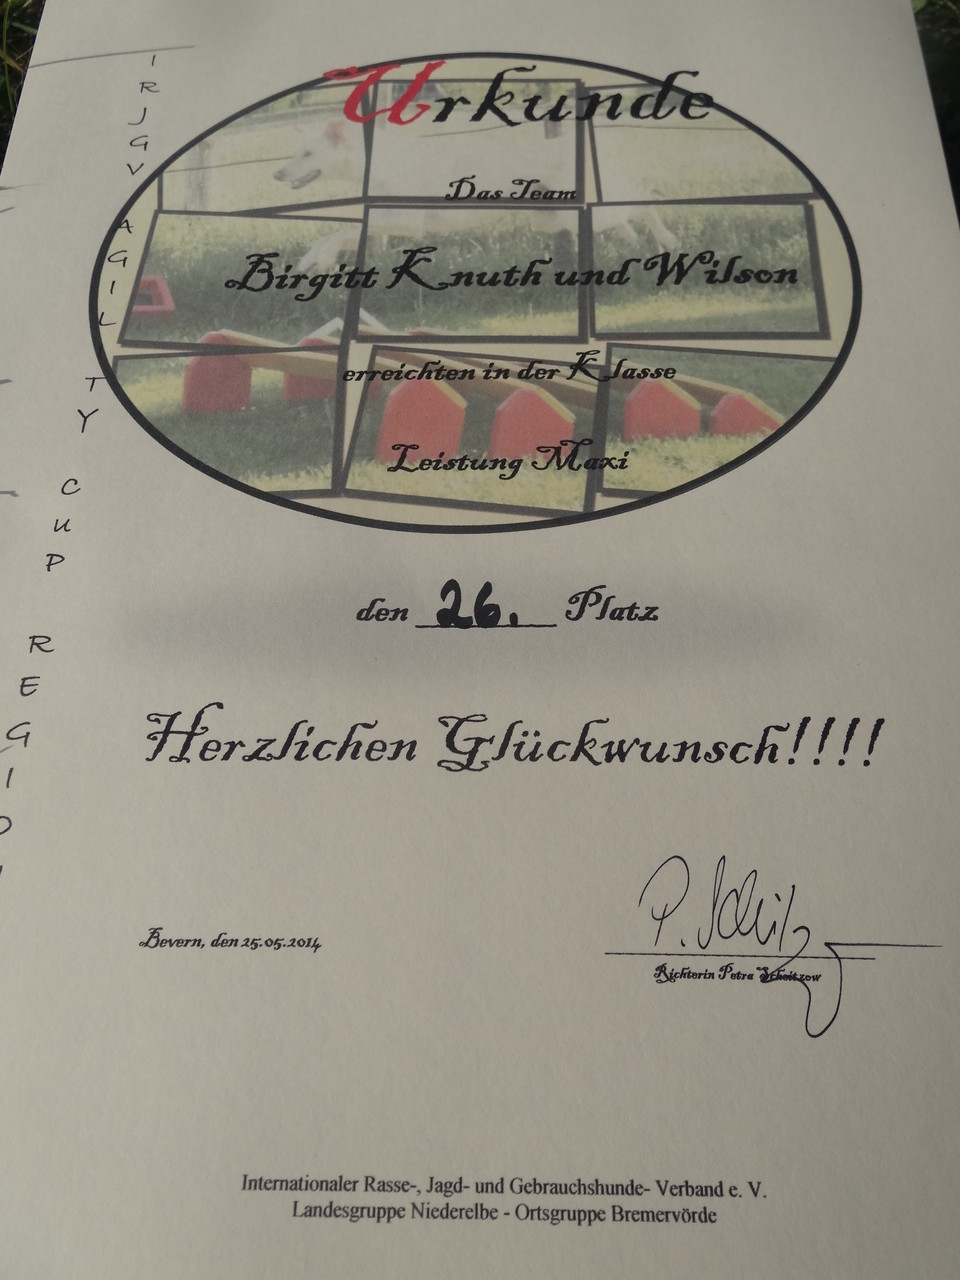 Urkunde
Das Team
Birgitt Knuth und Wilson
erreichten in der Klasse
Leistung Maxi
den 26. Platz
Herzlichen Glückwunsch!!!!
Bevern, den 25.05.2014
Richterin Petra Scheitzow
Internationaler Rasse-, Jagd- und Gebrauchshunde- Verband e. V.
Landesgruppe Niederelbe - Ortsgruppe Bremervörde
IRJGV AGILITY CUP REGIO